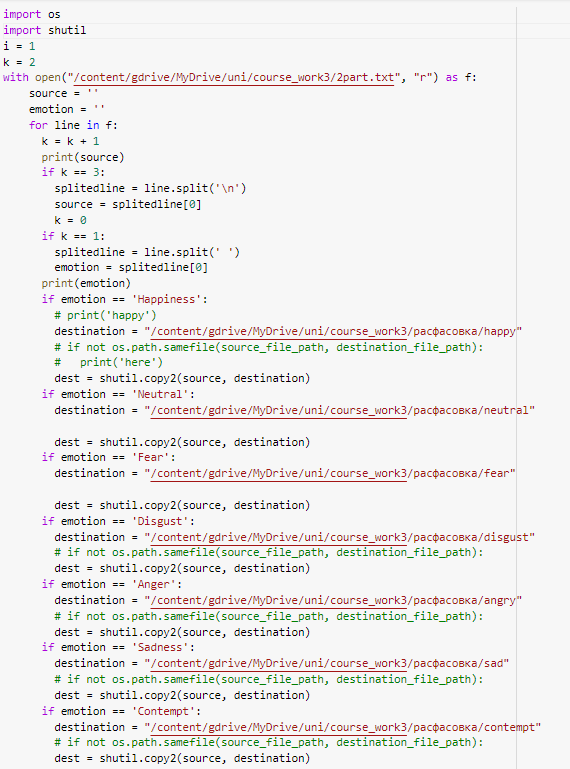 import os
import shutil
i = 1
k = 2
with open("/content/gdrive/MyDrive/uni/course_work3/2part.txt", "r") as f:
    source = ''
    emotion = ''
    for line in f:
      k = k + 1
      print(source)
      if k == 3:
        splitedline = line.split('\n')
        source = splitedline[0]
        k = 0
      if k == 1:
        splitedline = line.split(' ')
        emotion = splitedline[0]
      print(emotion)
      if emotion == 'Happiness':
        # print('happy')
        destination = "/content/gdrive/MyDrive/uni/course_work3/расфасовка/happy"
        # if not os.path.samefile(source_file_path, destination_file_path):
        #   print('here')
        dest = shutil.copy2(source, destination)
      if emotion == 'Neutral':
        destination = "/content/gdrive/MyDrive/uni/course_work3/расфасовка/neutral"

        dest = shutil.copy2(source, destination)
      if emotion == 'Fear':
        destination = "/content/gdrive/MyDrive/uni/course_work3/расфасовка/fear"

        dest = shutil.copy2(source, destination)
      if emotion == 'Disgust':
        destination = "/content/gdrive/MyDrive/uni/course_work3/расфасовка/disgust"
        # if not os.path.samefile(source_file_path, destination_file_path):
        dest = shutil.copy2(source, destination)
      if emotion == 'Anger':
        destination = "/content/gdrive/MyDrive/uni/course_work3/расфасовка/angry"
        # if not os.path.samefile(source_file_path, destination_file_path):
        dest = shutil.copy2(source, destination)
      if emotion == 'Sadness':
        destination = "/content/gdrive/MyDrive/uni/course_work3/расфасовка/sad"
        # if not os.path.samefile(source_file_path, destination_file_path):
        dest = shutil.copy2(source, destination)
      if emotion == 'Contempt':
        destination = "/content/gdrive/MyDrive/uni/course_work3/расфасовка/contempt"
        # if not os.path.samefile(source_file_path, destination_file_path):
        dest = shutil.copy2(source, destination)